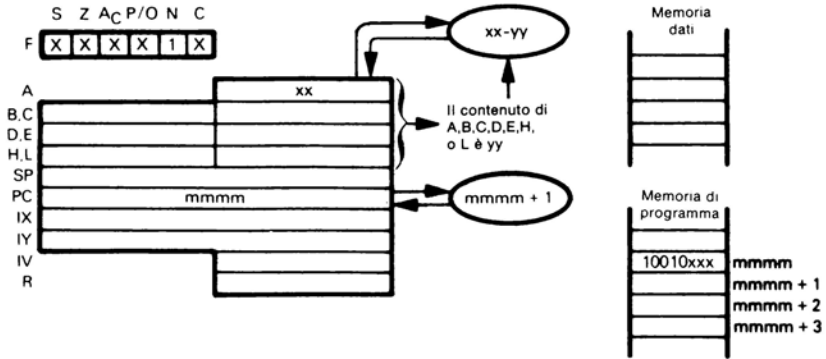 S Z AC P/O N C
F X X X X 1 X
xx-yy
A xx
B,C
D,E
H,L
SP
PC mmmm
IX
IY
IV
R
Il contenuto di
A,B,C,D,E,H,
o L è yy
mmmm + 1
Memoria
dati
Memoria di
programma
10010xxx mmmm
mmmm + 1
mmmm + 2
mmmm + 3